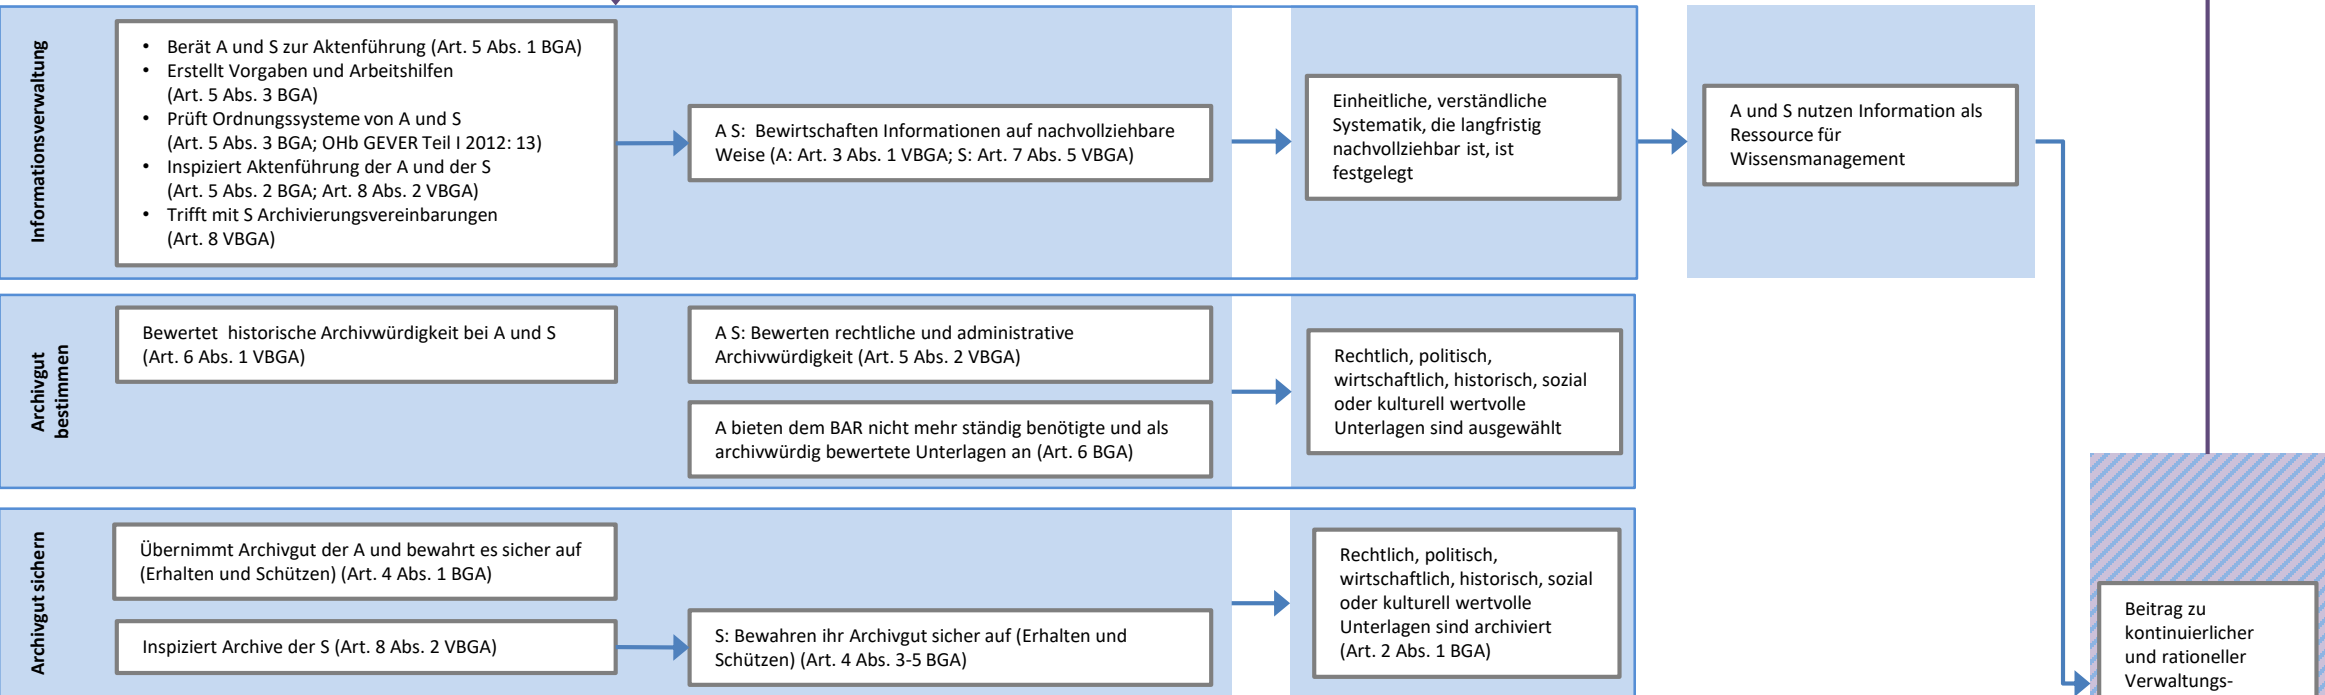 Informationsverwaltung
• Berät A und S zur Aktenführung (Art. 5 Abs. 1 BGA)
• Erstellt Vorgaben und Arbeitshilfen
(Art. 5 Abs. 3 BGA)
• Prüft Ordnungssysteme von A und S
(Art. 5 Abs. 3 BGA; OHb GEVER Teil I 2012: 13)
• Inspiziert Aktenführung der A und der S
(Art. 5 Abs. 2 BGA; Art. 8 Abs. 2 VBGA)
• Trifft mit S Archivierungsvereinbarungen
(Art. 8 VBGA)
A S: Bewirtschaften Informationen auf nachvollziehbare
Weise (A: Art. 3 Abs. 1 VBGA; S: Art. 7 Abs. 5 VBGA)
Einheitliche, verständliche
Systematik, die langfristig
nachvollziehbar ist, ist
festgelegt
A und S nutzen Information als
Ressource für
Wissensmanagement
Archivgut
bestimmen
Bewertet historische Archivwürdigkeit bei A und S
(Art. 6 Abs. 1 VBGA)
A S: Bewerten rechtliche und administrative
Archivwürdigkeit (Art. 5 Abs. 2 VBGA)
A bieten dem BAR nicht mehr ständig benötigte und als
archivwürdig bewertete Unterlagen an (Art. 6 BGA)
Rechtlich, politisch,
wirtschaftlich, historisch, sozial
oder kulturell wertvolle
Unterlagen sind ausgewählt
Archivgut sichern
Übernimmt Archivgut der A und bewahrt es sicher auf
(Erhalten und Schützen) (Art. 4 Abs. 1 BGA)
Inspiziert Archive der S (Art. 8 Abs. 2 VBGA)
S: Bewahren ihr Archivgut sicher auf (Erhalten und
Schützen) (Art. 4 Abs. 3-5 BGA)
Rechtlich, politisch,
wirtschaftlich, historisch, sozial
oder kulturell wertvolle
Unterlagen sind archiviert
(Art. 2 Abs. 1 BGA)
Beitrag zu
kontinuierlicher
und rationeller
Verwaltungs-